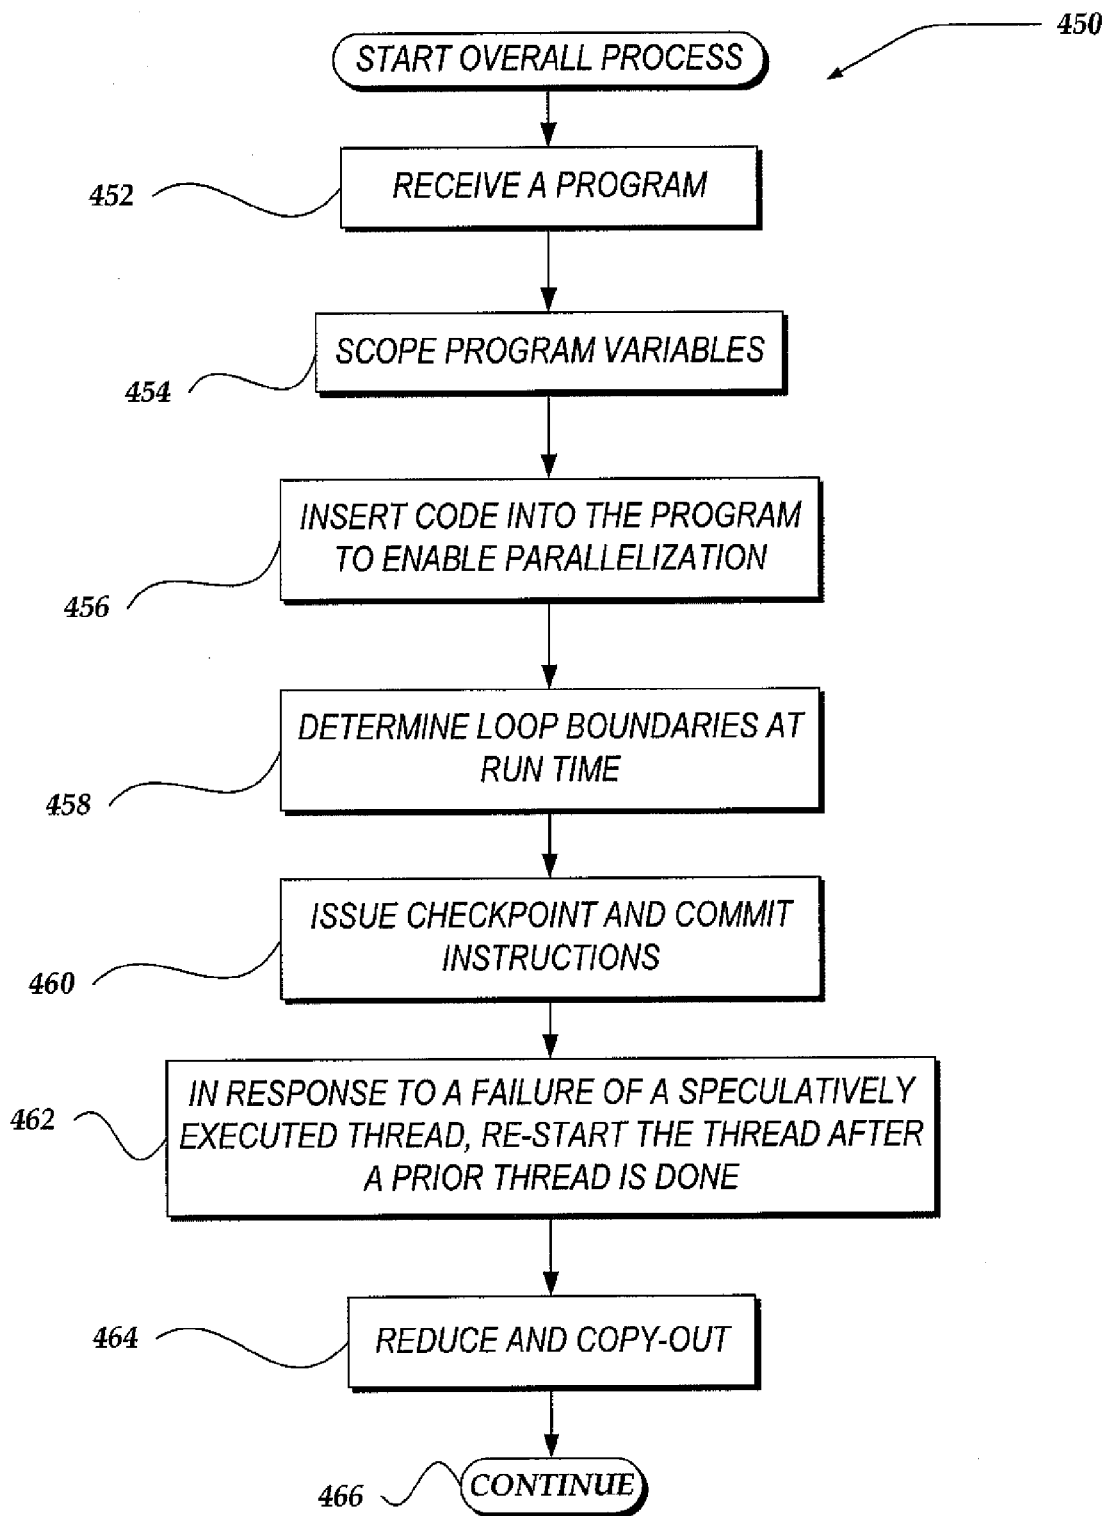 450
START OVERALL PROCESS
452
RECEIVE A PROGRAM
SCOPE PROGRAM VARIABLES
454
INSERT CODE INTO THE PROGRAM
TO ENABLE PARALLELIZATION
456
DETERMINE LOOP BOUNDARIES AT
RUN TIME
458
ISSUE CHECKPOINT AND COMMIT
INSTRUCTIONS
460
IN RESPONSE TO A FAILURE OF A SPECULATIVELY
462
EXECUTED THREAD, RE-START THE THREAD AFTER
A PRIOR THREAD IS DONE
464
REDUCE AND COPY-OUT
466
CONTINUE